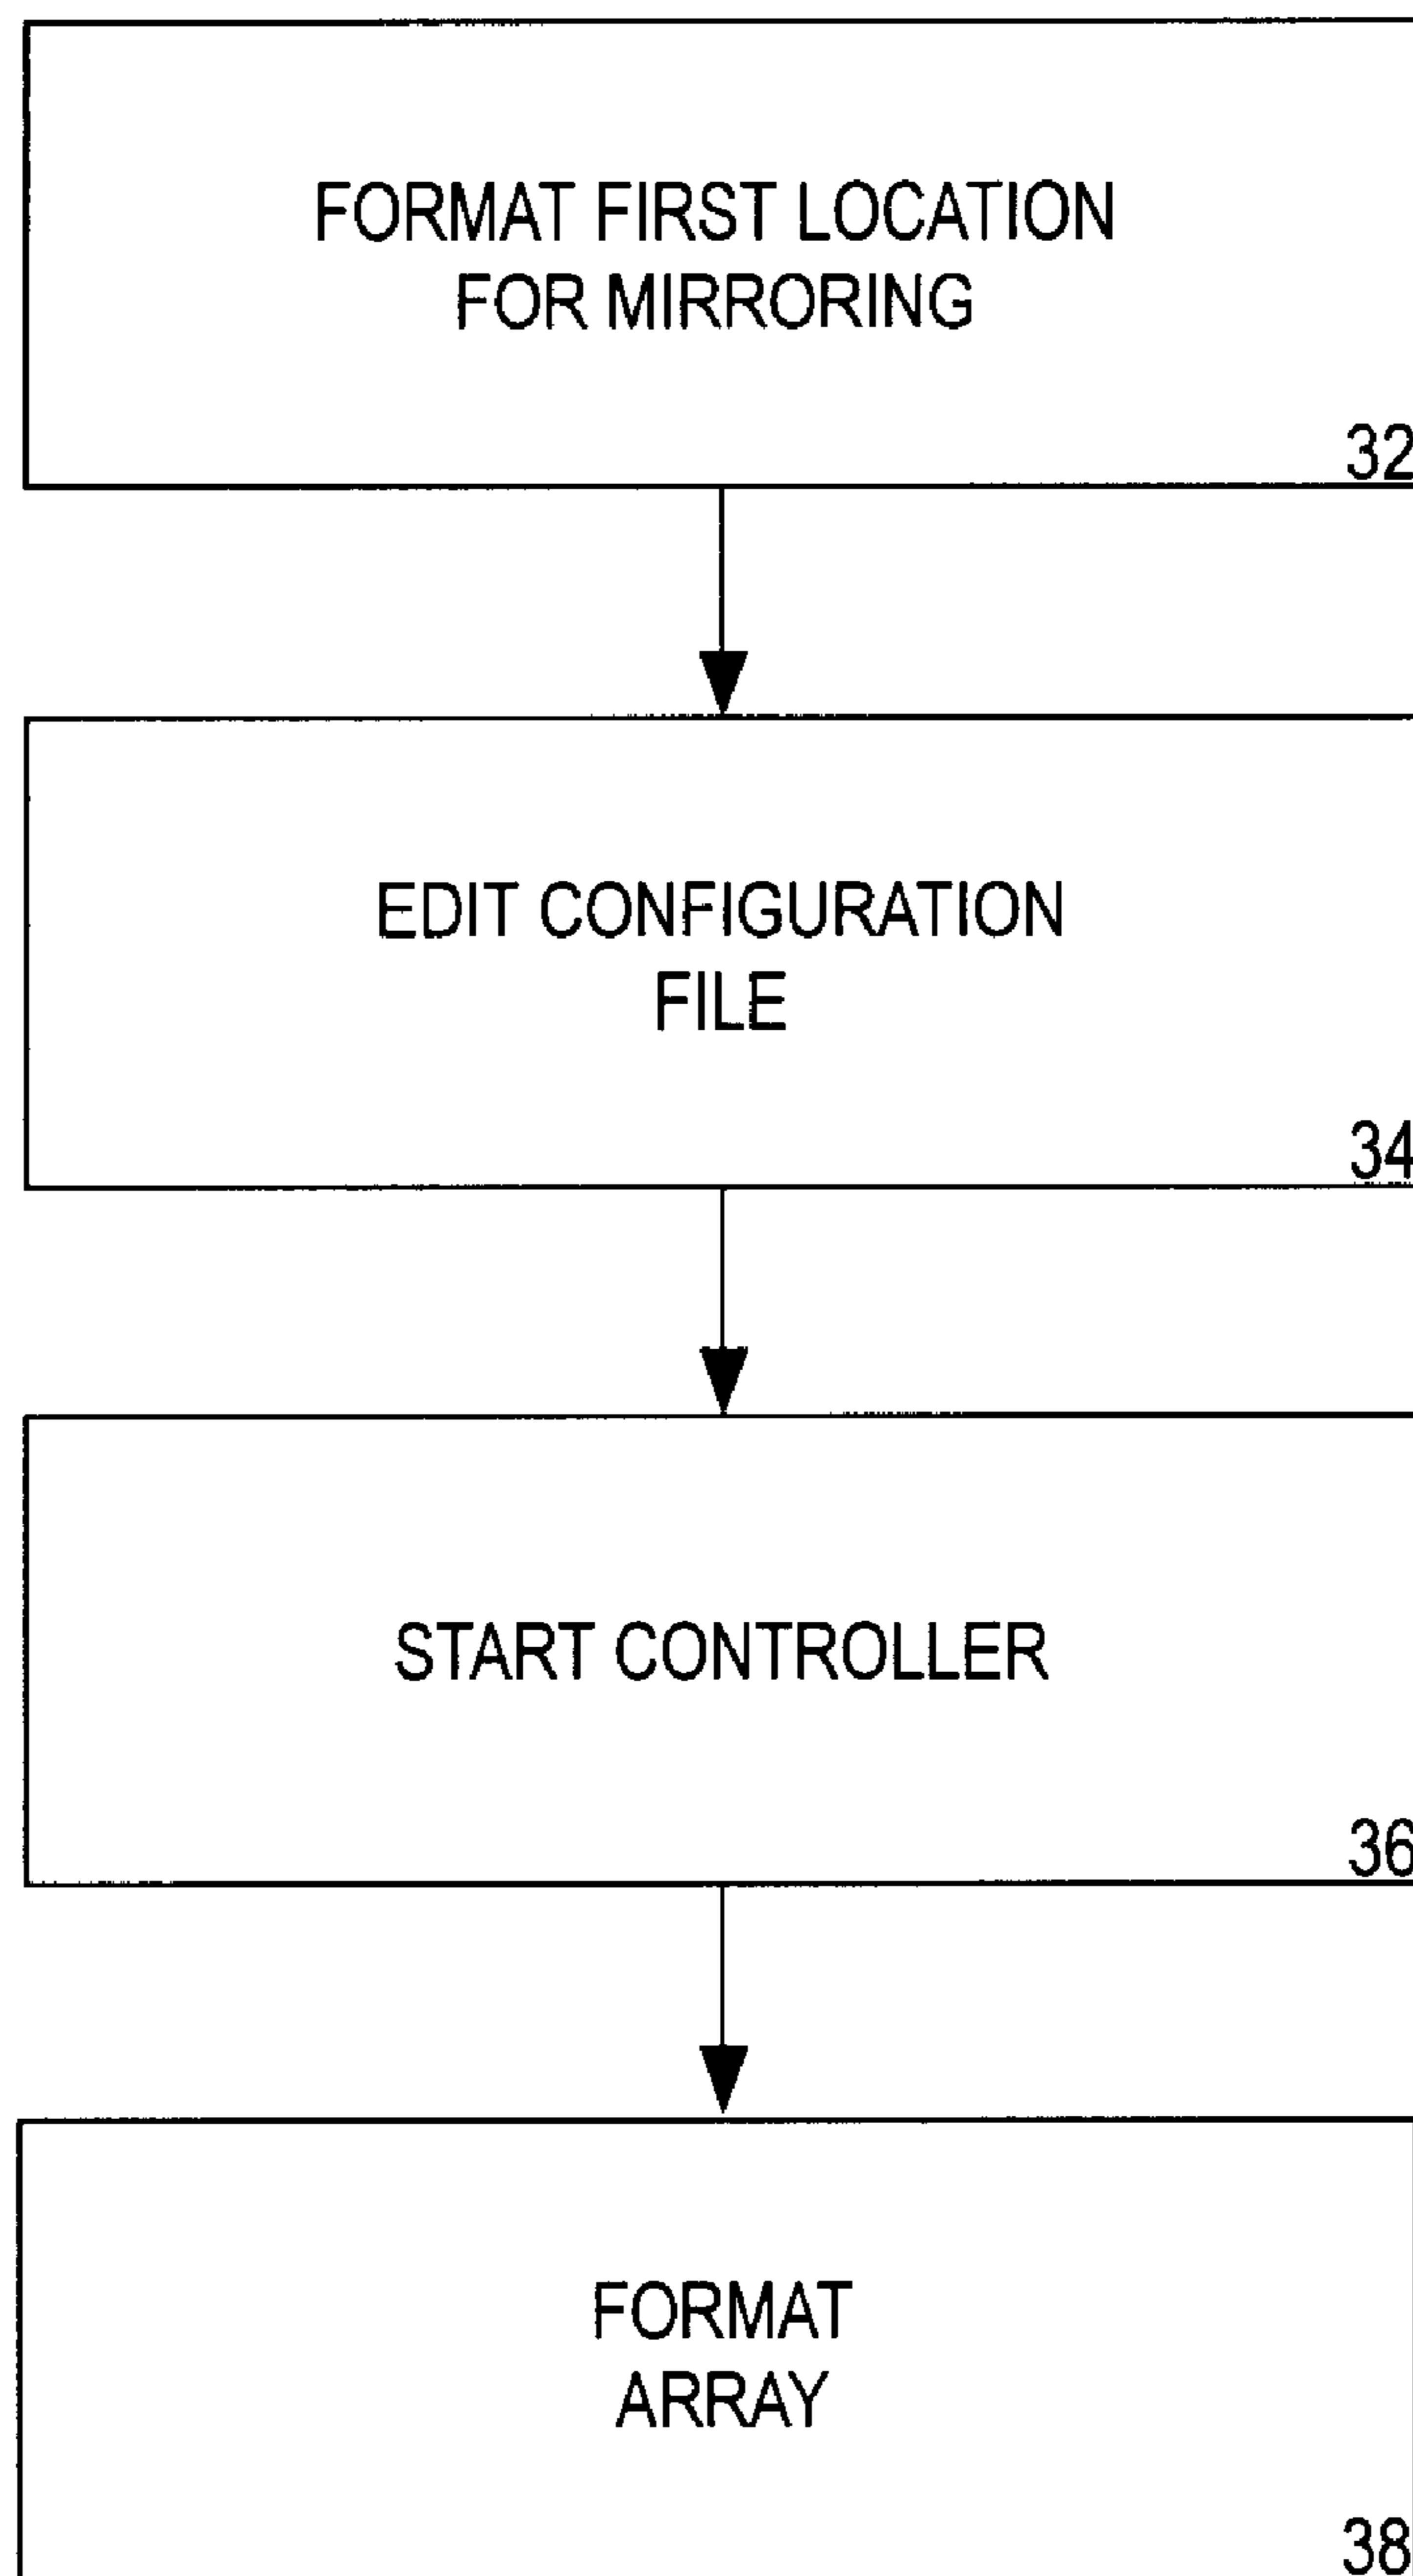 FORMAT FIRST LOCATION
FOR MIRRORING
32
EDIT CONFIGURATION
FILE
34
START CONTROLLER
36
FORMAT
ARRAY
38